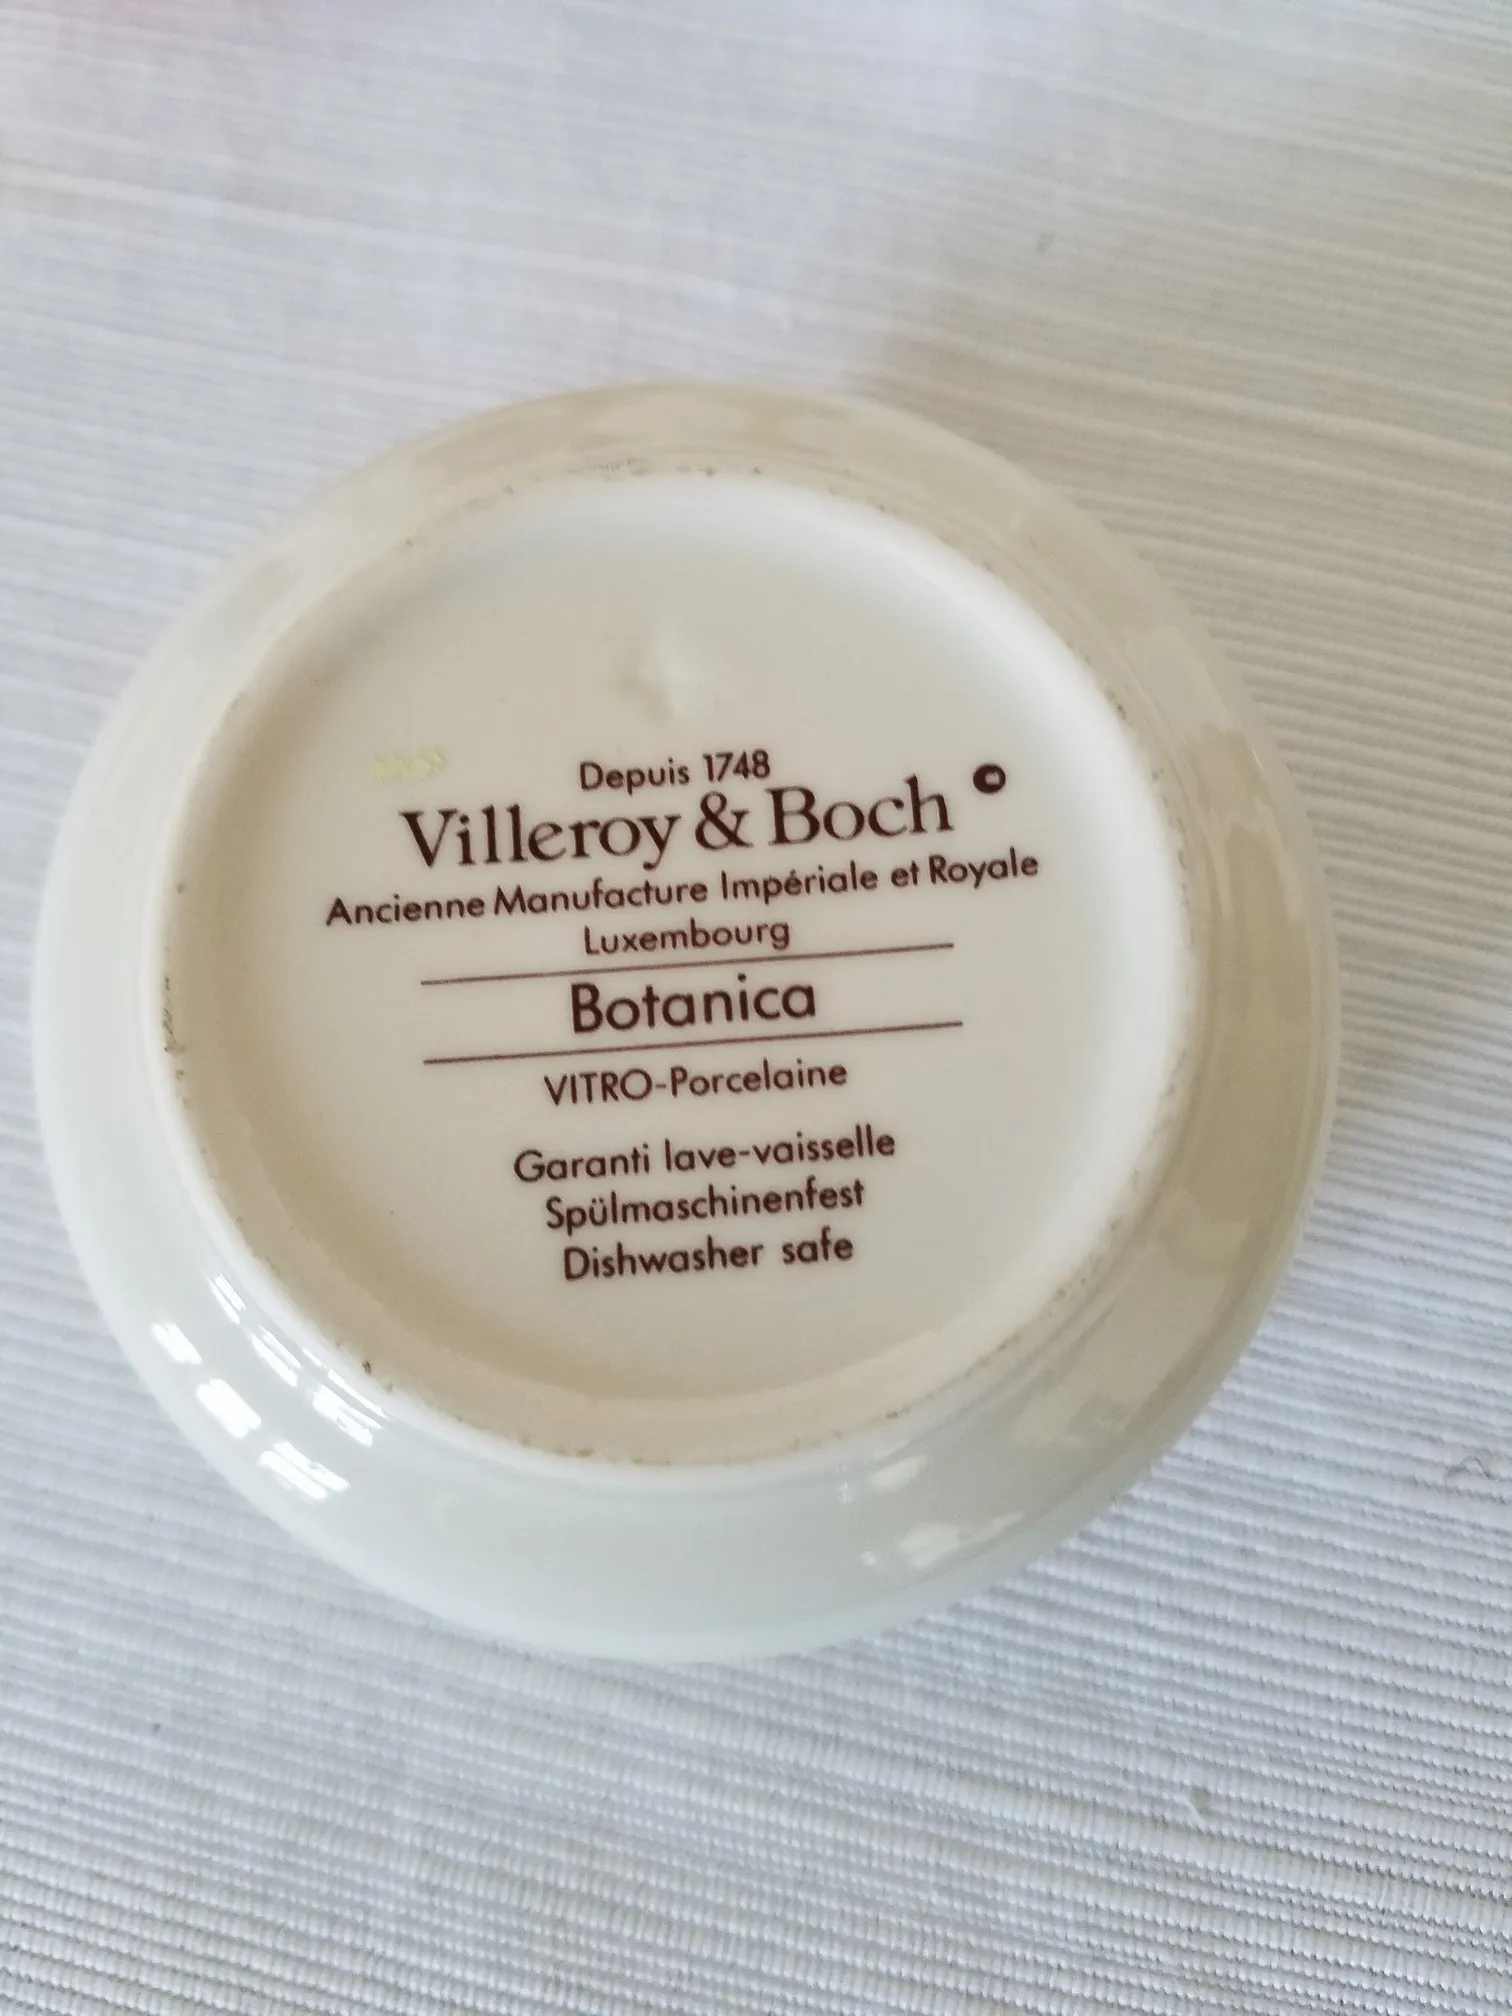 Depuis 1748
Villeroy & Boch ©
Ancienne Manufacture Impériale et Royale
Luxembourg
Botanica
VITRO-Porcelaine
Garanti lave-vaisselle
Spülmaschinenfest
Dishwasher safe